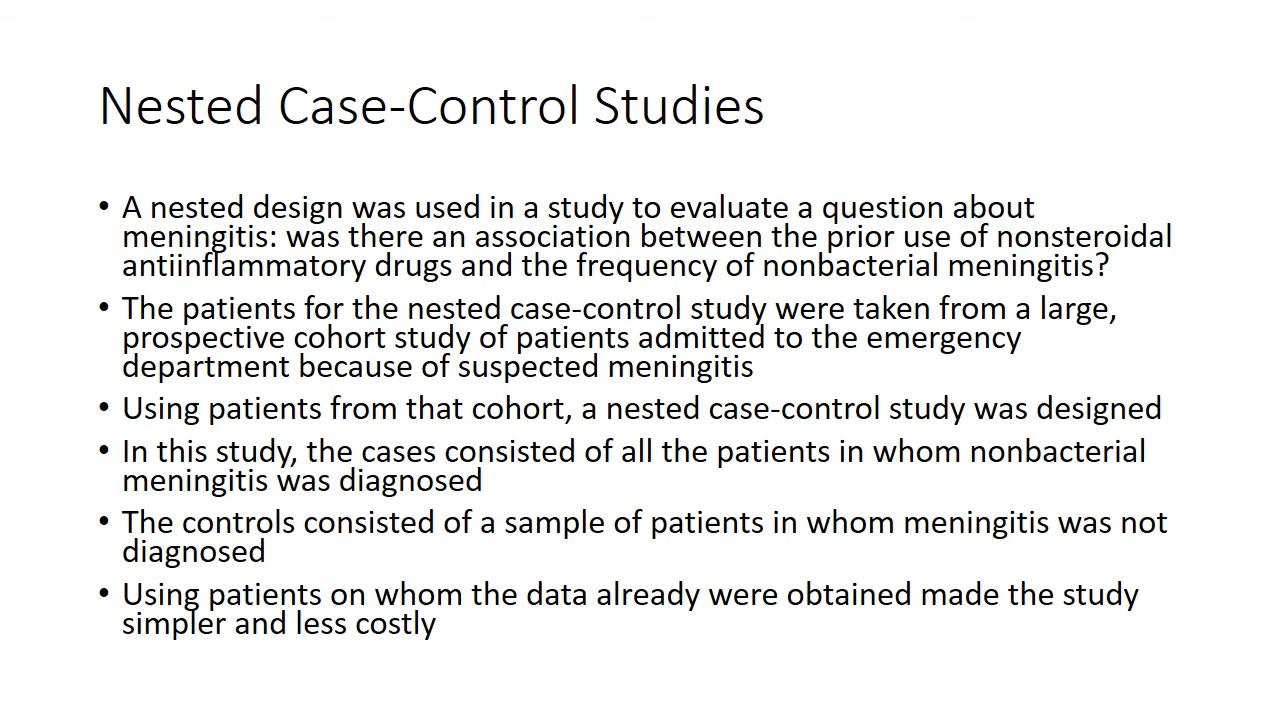 Nested Case-Control Studies
• A nested design was used in a study to evaluate a question about
meningitis: was there an association between the prior use of nonsteroidal
antiinflammatory drugs and the frequency of nonbacterial meningitis?
• The patients for the nested case-control study were taken from a large,
prospective cohort study of patients admitted to the emergency
department because of suspected meningitis
• Using patients from that cohort, a nested case-control study was designed
• In this study, the cases consisted of all the patients in whom nonbacterial
meningitis was diagnosed
• The controls consisted of a sample of patients in whom meningitis was not
diagnosed
• Using patients on whom the data already were obtained made the study
simpler and less costly